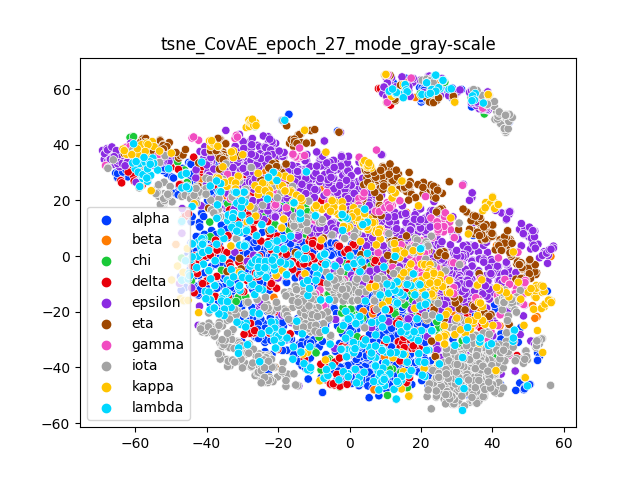 tsne_CovAE_epoch_27_mode_gray-scale
60
40
20
0
−20
−40
−60
alpha
beta
chi
delta
epsilon
eta
gamma
iota
kappa
lambda
−60
−40
−20
0
20
40
60